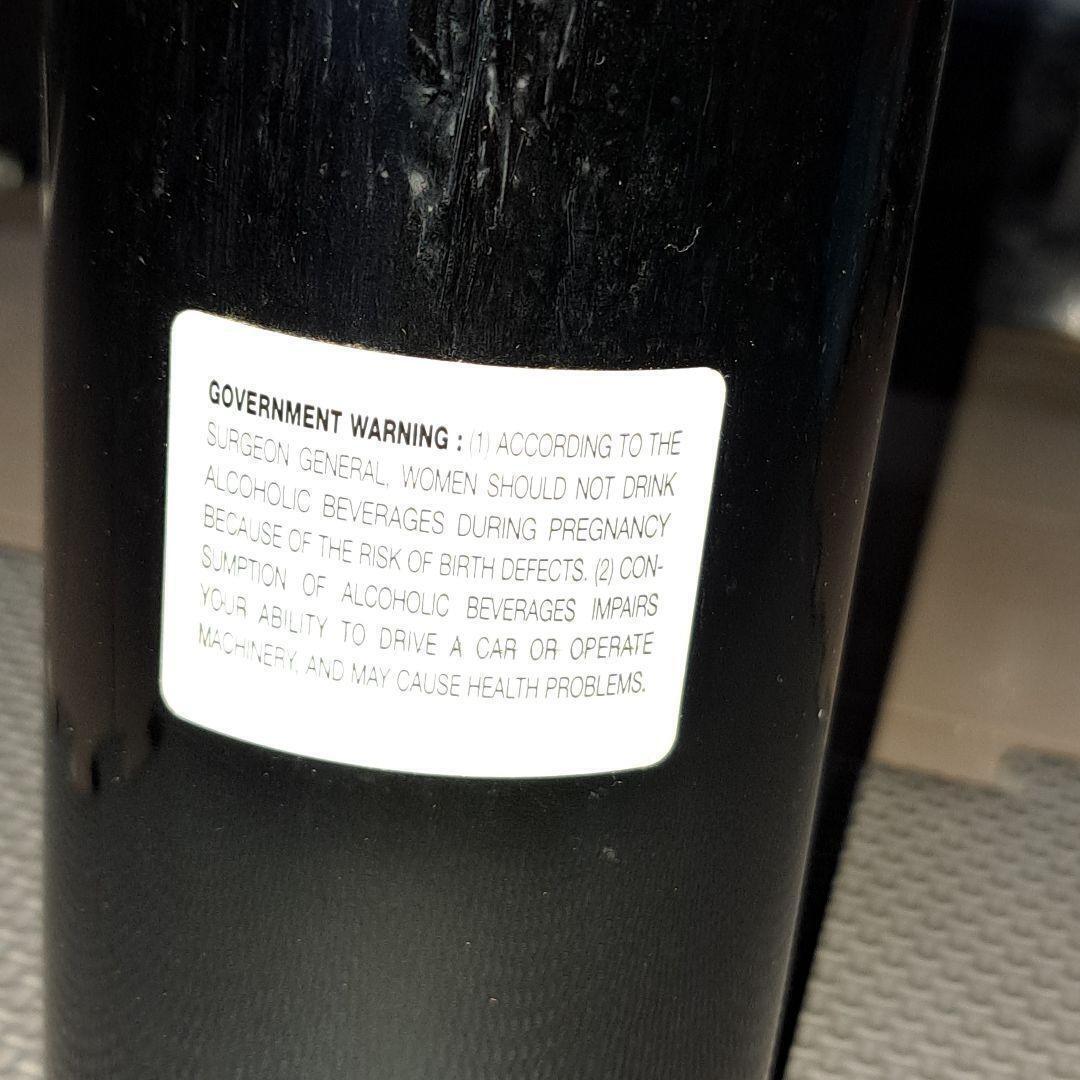 GOVERNMENT WARNING : (1) ACCORDING TO THE
SURGEON GENERAL, WOMEN SHOULD NOT DRINK
ALCOHOLIC BEVERAGES DURING PREGNANCY
BECAUSE OF THE RISK OF BIRTH DEFECTS. (2) CON-
SUMPTION OF ALCOHOLIC BEVERAGES IMPAIRS
YOUR ABILITY TO DRIVE A CAR OR OPERATE
MACHINERY, AND MAY CAUSE HEALTH PROBLEMS.